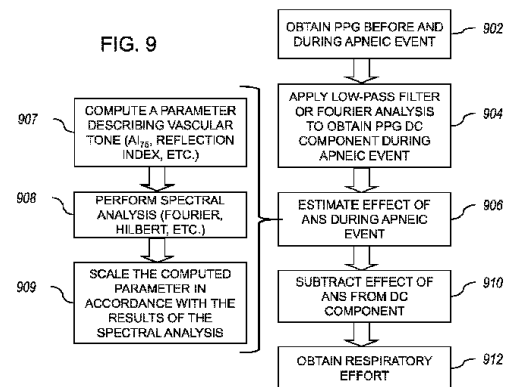 FIG. 9
907
COMPUTE A PARAMETER
DESCRIBING VASCULAR
TONE (AI75, REFLECTION
INDEX, ETC.)
908
PERFORM SPECTRAL
ANALYSIS (FOURIER,
HILBERT, ETC.)
909
SCALE THE COMPUTED
PARAMETER IN
ACCORDANCE WITH THE
RESULTS OF THE
SPECTRAL ANALYSIS
OBTAIN PPG BEFORE AND
DURING APNEIC EVENT
902
APPLY LOW-PASS FILTER
OR FOURIER ANALYSIS
TO OBTAIN PPG DC
COMPONENT DURING
APNEIC EVENT
904
ESTIMATE EFFECT OF
ANS DURING APNEIC
EVENT
906
SUBTRACT EFFECT OF
ANS FROM DC
COMPONENT
910
OBTAIN RESPIRATORY
EFFORT
912